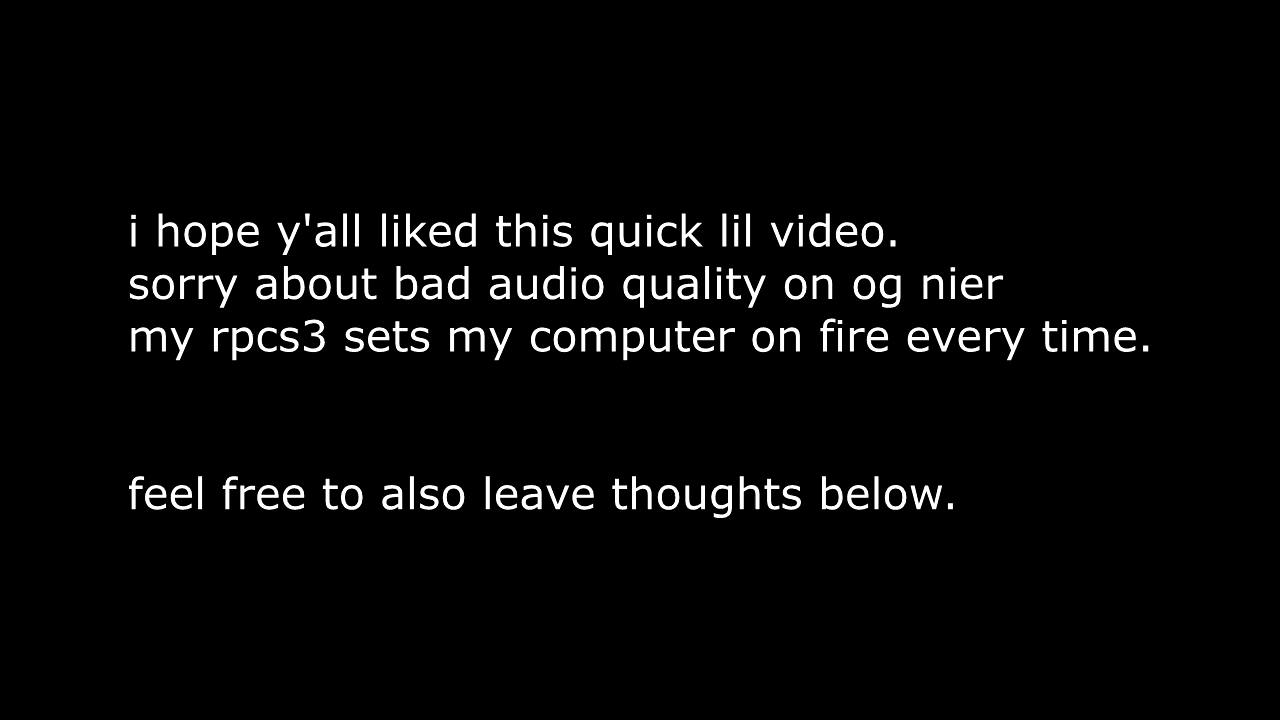 i hope y'all liked this quick lil video.
sorry about bad audio quality on og nier
my rpcs3 sets my computer on fire every time.
feel free to also leave thoughts below.